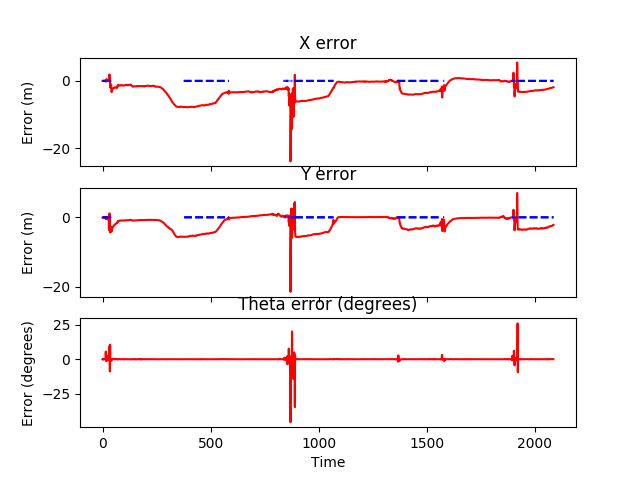 X error
Error (m)
0
−20
Y error
Error (m)
0
−20
Theta error (degrees)
Error (degrees)
25
0
−25
0
500
1000
1500
2000
Time